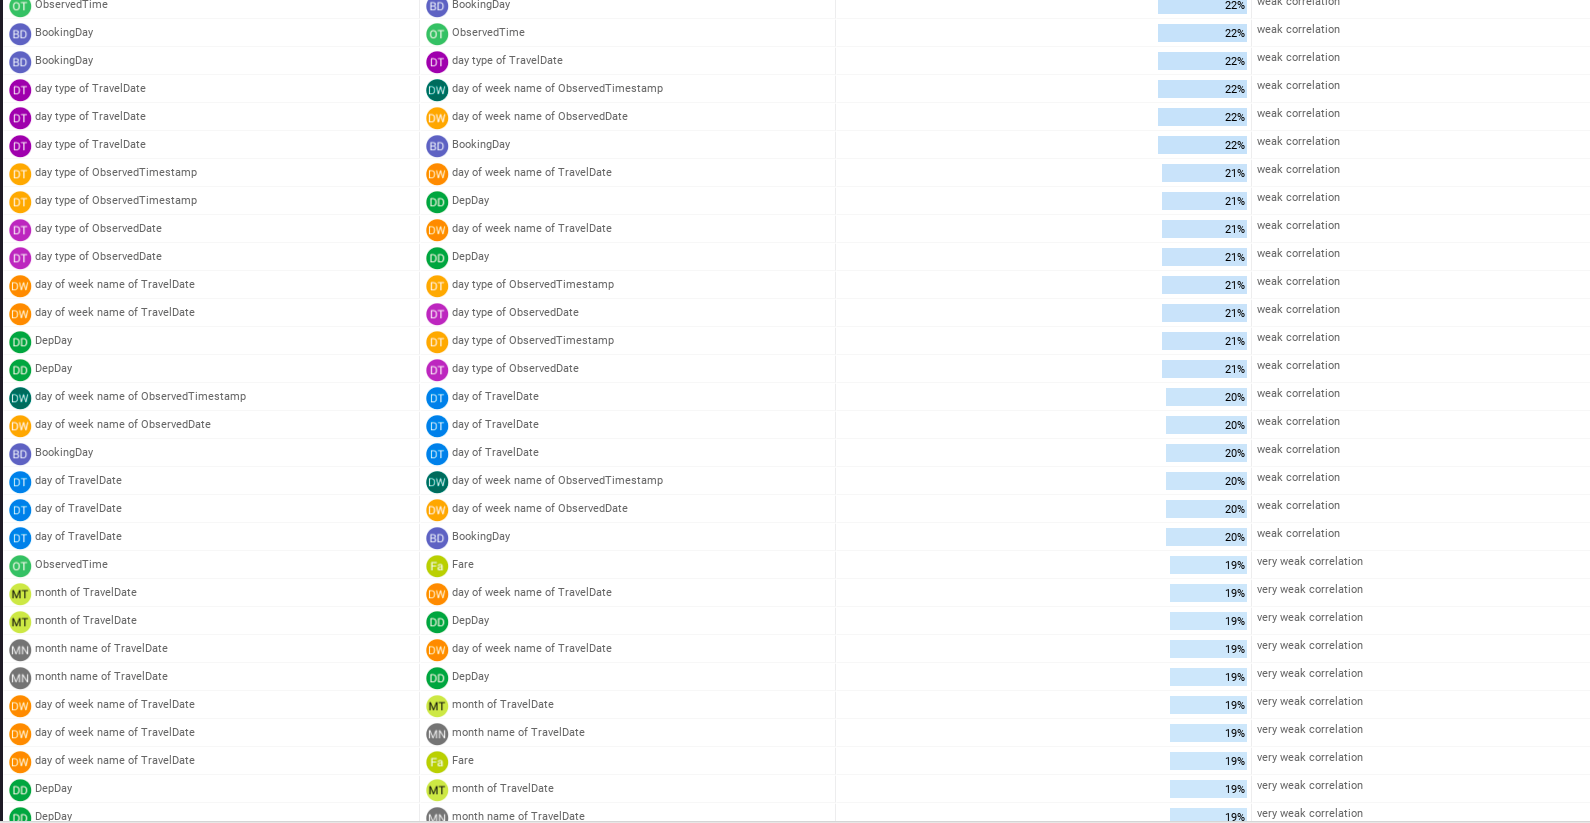 OT ObservedTime BD BookingDay 22% weak correlation
BD BookingDay OT ObservedTime 22% weak correlation
BD BookingDay DT day type of TravelDate 22% weak correlation
DT day type of TravelDate DW day of week name of ObservedTimestamp 22% weak correlation
DT day type of TravelDate DW day of week name of ObservedDate 22% weak correlation
DT day type of TravelDate BD BookingDay 22% weak correlation
DT day type of ObservedTimestamp DW day of week name of TravelDate 21% weak correlation
DT day type of ObservedTimestamp DD DepDay 21% weak correlation
DT day type of ObservedDate DW day of week name of TravelDate 21% weak correlation
DT day type of ObservedDate DD DepDay 21% weak correlation
DW day of week name of TravelDate DT day type of ObservedTimestamp 21% weak correlation
DW day of week name of TravelDate DT day type of ObservedDate 21% weak correlation
DD DepDay DT day type of ObservedTimestamp 21% weak correlation
DD DepDay DT day type of ObservedDate 21% weak correlation
DW day of week name of ObservedTimestamp DT day of TravelDate 20% weak correlation
DW day of week name of ObservedDate DT day of TravelDate 20% weak correlation
BD BookingDay DT day of TravelDate 20% weak correlation
DT day of TravelDate DW day of week name of ObservedTimestamp 20% weak correlation
DT day of TravelDate DW day of week name of ObservedDate 20% weak correlation
DT day of TravelDate BD BookingDay 20% weak correlation
OT ObservedTime Fa Fare 19% very weak correlation
MT month of TravelDate DW day of week name of TravelDate 19% very weak correlation
MT month of TravelDate DD DepDay 19% very weak correlation
MN month name of TravelDate DW day of week name of TravelDate 19% very weak correlation
MN month name of TravelDate DD DepDay 19% very weak correlation
DW day of week name of TravelDate MT month of TravelDate 19% very weak correlation
DW day of week name of TravelDate MN month name of TravelDate 19% very weak correlation
DW day of week name of TravelDate Fa Fare 19% very weak correlation
DD DepDay MT month of TravelDate 19% very weak correlation
DD DepDay MN month name of TravelDate 19% very weak correlation